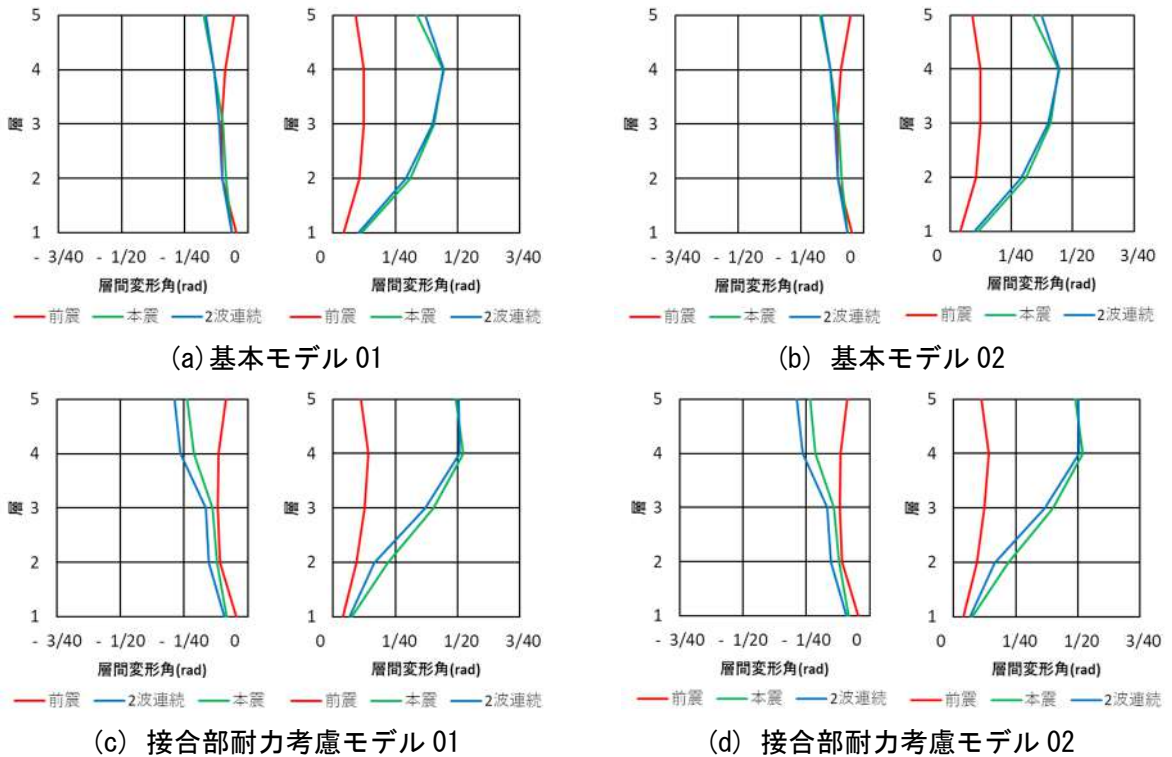 5
4
3
2
1
層
- 3/40 - 1/20 - 1/40 0
層間変形角(rad)
前震 本震 2波連続
5
4
3
2
1
層
0 1/40 1/20 3/40
層間変形角(rad)
前震 本震 2波連続
(a)基本モデル 01
5
4
3
2
1
層
- 3/40 - 1/20 - 1/40 0
層間変形角(rad)
前震 本震 2波連続
5
4
3
2
1
層
0 1/40 1/20 3/40
層間変形角(rad)
前震 本震 2波連続
(b) 基本モデル 02
5
4
3
2
1
層
- 3/40 - 1/20 - 1/40 0
層間変形角(rad)
前震 2波連続 本震
5
4
3
2
1
層
0 1/40 1/20 3/40
層間変形角(rad)
前震 本震 2波連続
(c) 接合部耐力考慮モデル 01
5
4
3
2
1
層
- 3/40 - 1/20 - 1/40 0
層間変形角(rad)
前震 本震 2波連続
5
4
3
2
1
層
0 1/40 1/20 3/40
層間変形角(rad)
前震 本震 2波連続
(d) 接合部耐力考慮モデル 02